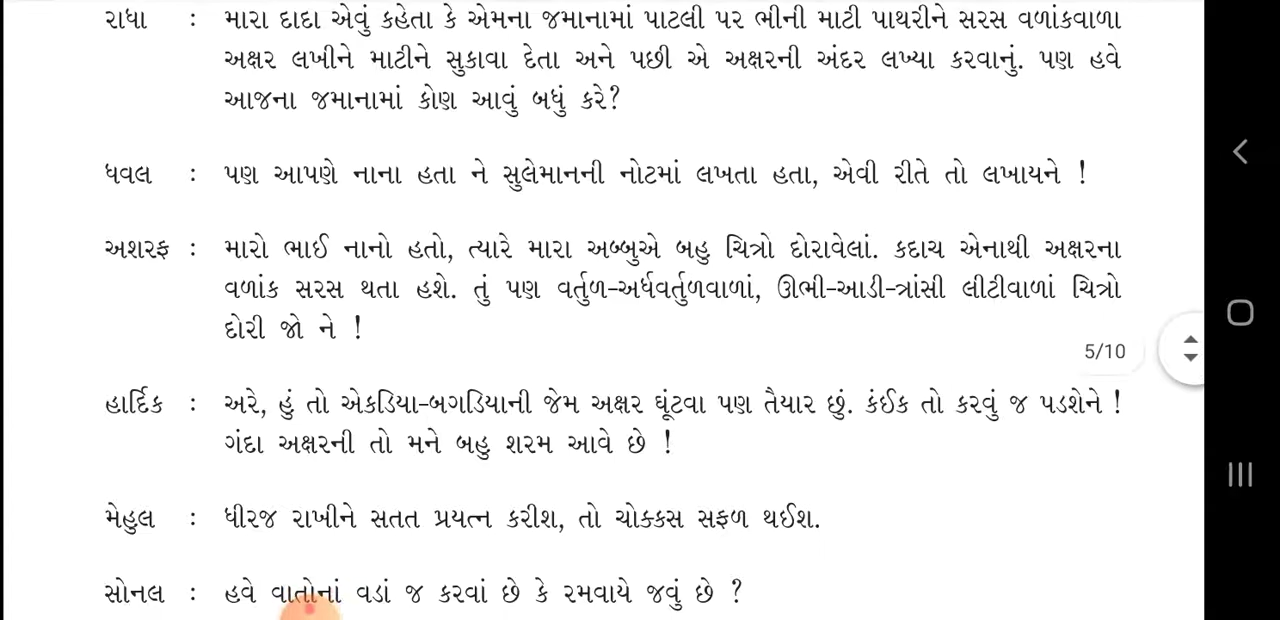 રાધા : મારા દાદા એવું કહેતા કે એમના જમાનામાં પાટલી પર ભીની માટી પાથરીને સરસ વળાંકવાળા
અક્ષર લખીને માટીને સુકાવા દેતા અને પછી એ અક્ષરની અંદર લખ્યા કરવાનું. પણ હવે
આજના જમાનામાં કોણ આવું બધું કરે?
ધવલ : પણ આપણે નાના હતા ને સુલેમાનની નોટમાં લખતા હતા, એવી રીતે તો લખાયને !
અશરફ : મારો ભાઈ નાનો હતો, ત્યારે મારા અબ્બુએ બહુ ચિત્રો દોરાવેલાં. કદાચ એનાથી અક્ષરના
વળાંક સરસ થતા હશે. તું પણ વર્તુળ-અર્ધવર્તુળવાળાં, ઊભી-આડી-ત્રાંસી લીટીવાળાં ચિત્રો
દોરી જો ને !
5/10
હાર્દિક : અરે, હું તો એકડિયા-બગડિયાની જેમ અક્ષર ઘૂંટવા પણ તૈયાર છું. કંઈક તો કરવું જ પડશેને !
ગંદા અક્ષરની તો મને બહુ શરમ આવે છે !
મેહુલ : ધીરજ રાખીને સતત પ્રયત્ન કરીશ, તો ચોક્કસ સફળ થઈશ.
સોનલ : હવે વાતોનાં વડાં જ કરવાં છે કે રમવાયે જવું છે ?